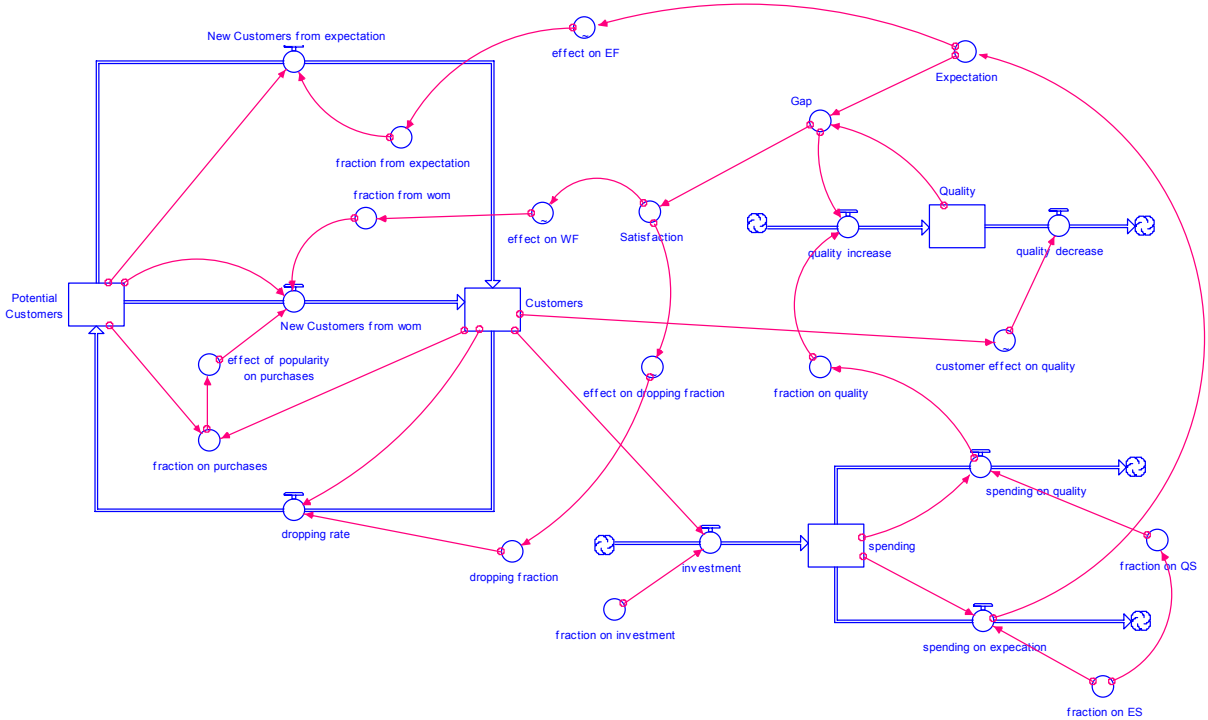 New Customers from expectation
effect on EF
Expectation
Gap
fraction from expectation
fraction from wom
Quality
effect on WF
Satisfaction
quality increase
quality decrease
Potential
Customers
Customers
New Customers from wom
effect of popularity
on purchases
customer effect on quality
effect on dropping fraction
fraction on quality
fraction on purchases
spending on quality
dropping rate
spending
investment
dropping fraction
fraction on QS
fraction on investment
spending on expecation
fraction on ES